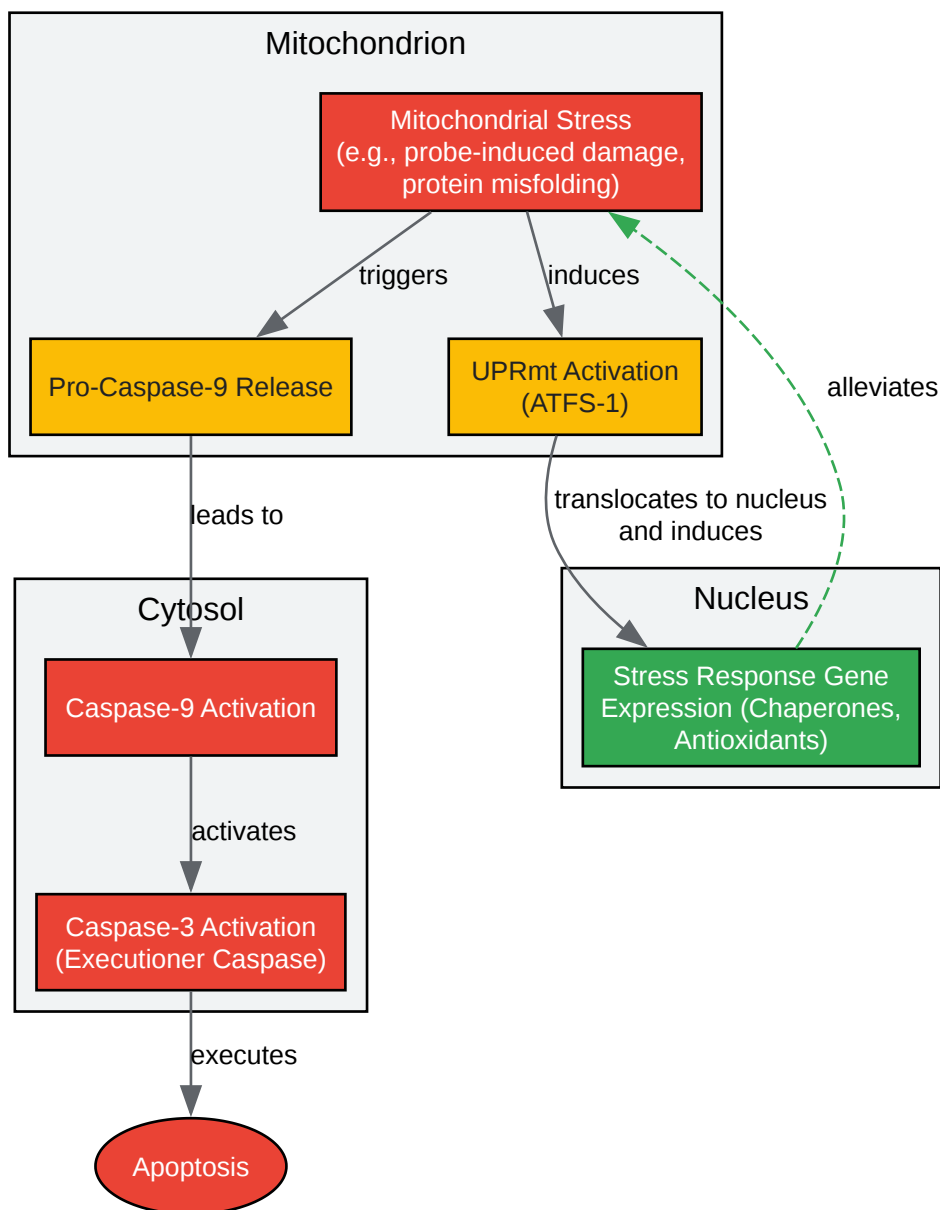 Mitochondrion
Mitochondrial Stress
(e.g., probe-induced damage,
protein misfolding)
triggers
induces
Pro-Caspase-9 Release
UPRmt Activation
(ATFS-1)
alleviates
leads to
translocates to nucleus
and induces
Cytosol
Nucleus
Caspase-9 Activation
Stress Response Gene
Expression (Chaperones,
Antioxidants)
activates
Caspase-3 Activation
(Executioner Caspase)
executes
Apoptosis